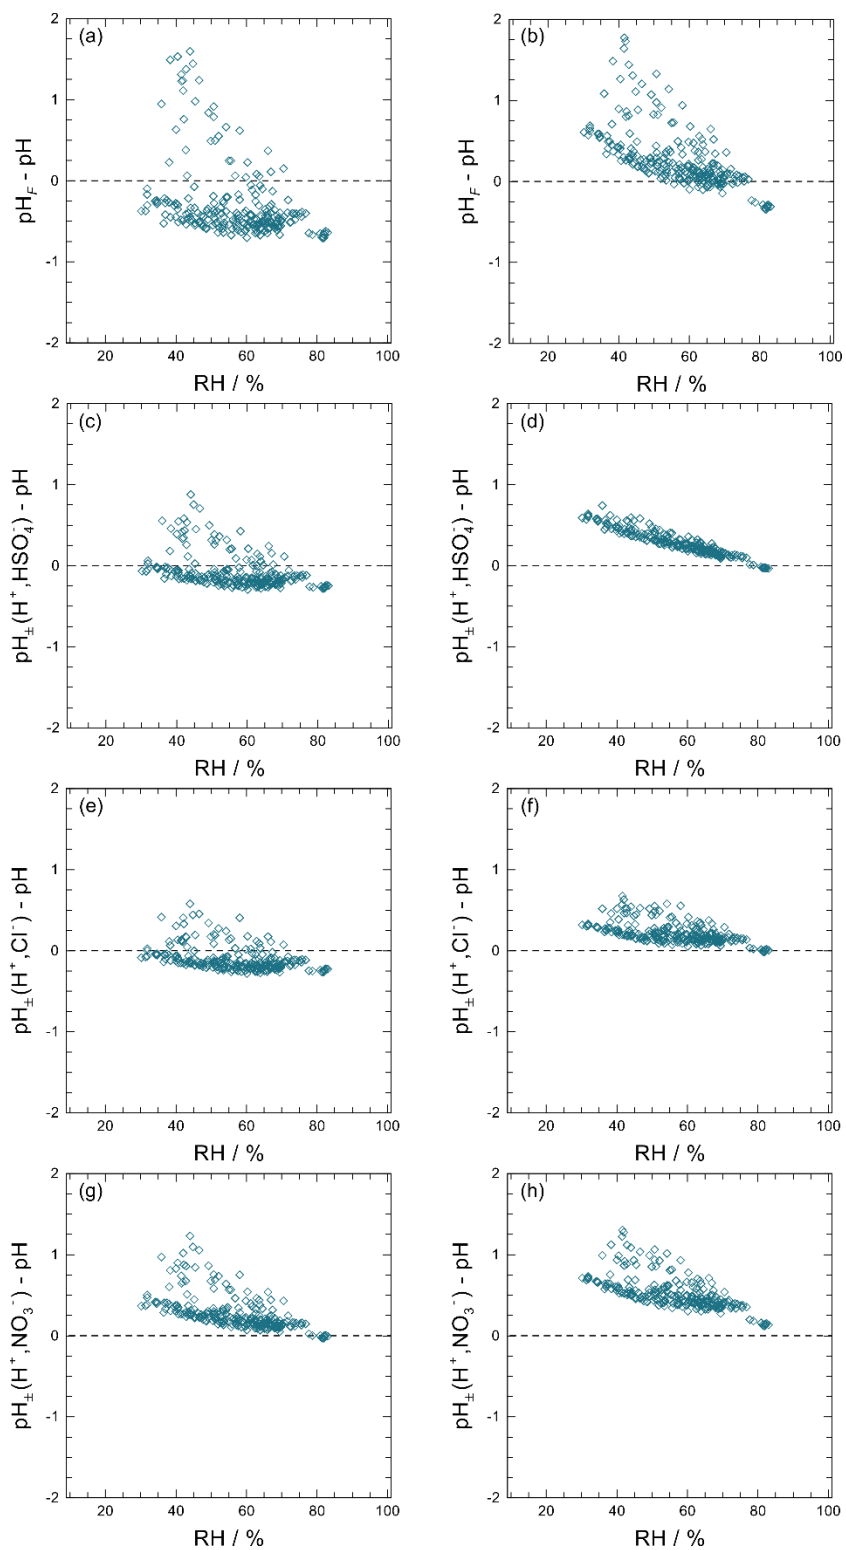 (a)
2
1
0
-1
-2
pH_F - pH
20 40 60 80 100
RH / %
(b)
2
1
0
-1
-2
pH_F - pH
20 40 60 80 100
RH / %
(c)
2
1
0
-1
-2
pH±(H⁺,HSO₄⁻) - pH
20 40 60 80 100
RH / %
(d)
2
1
0
-1
-2
pH±(H⁺,HSO₄⁻) - pH
20 40 60 80 100
RH / %
(e)
2
1
0
-1
-2
pH±(H⁺,Cl⁻) - pH
20 40 60 80 100
RH / %
(f)
2
1
0
-1
-2
pH±(H⁺,Cl⁻) - pH
20 40 60 80 100
RH / %
(g)
2
1
0
-1
-2
pH±(H⁺,NO₃⁻) - pH
20 40 60 80 100
RH / %
(h)
2
1
0
-1
-2
pH±(H⁺,NO₃⁻) - pH
20 40 60 80 100
RH / %